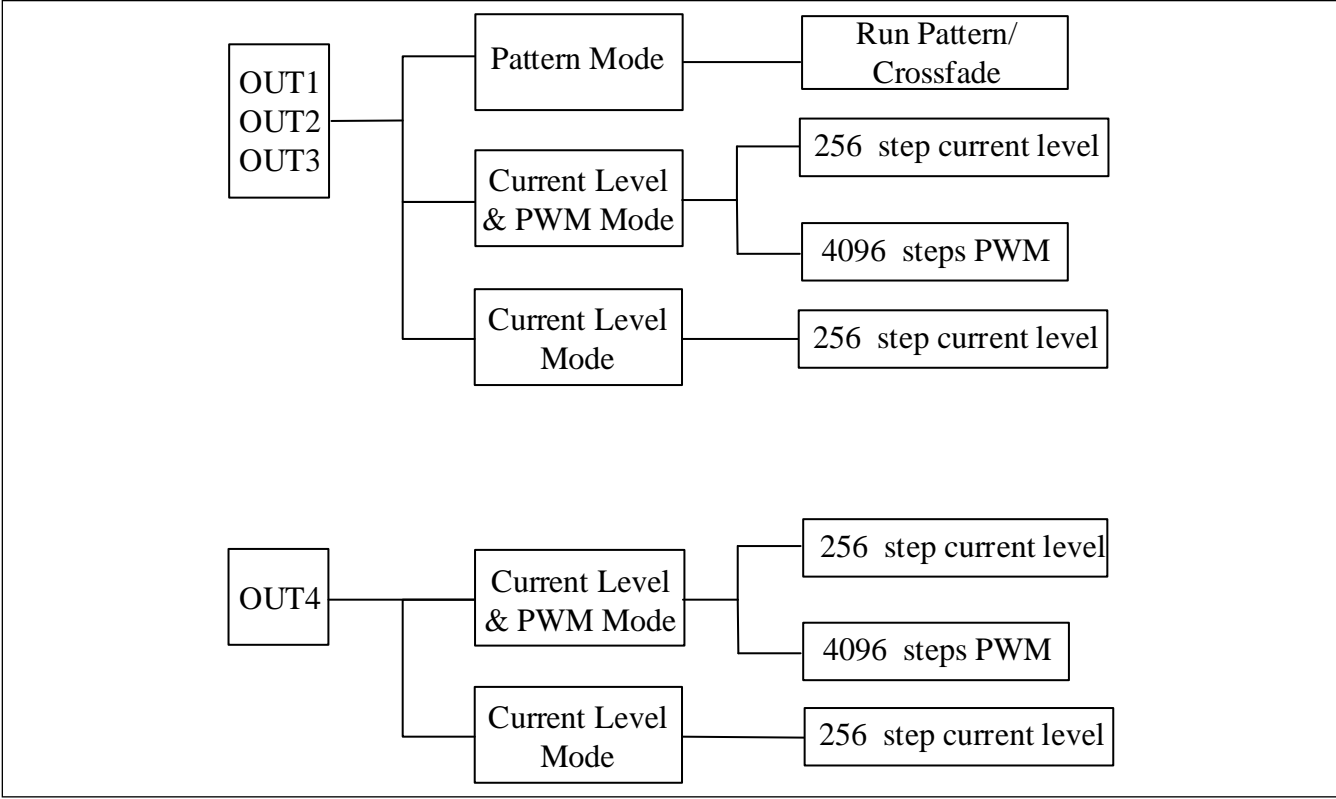 OUT1
OUT2
OUT3
Pattern Mode
Run Pattern/
Crossfade
Current Level
& PWM Mode
256 step current level
4096 steps PWM
Current Level
Mode
256 step current level
OUT4
Current Level
& PWM Mode
256 step current level
4096 steps PWM
Current Level
Mode
256 step current level